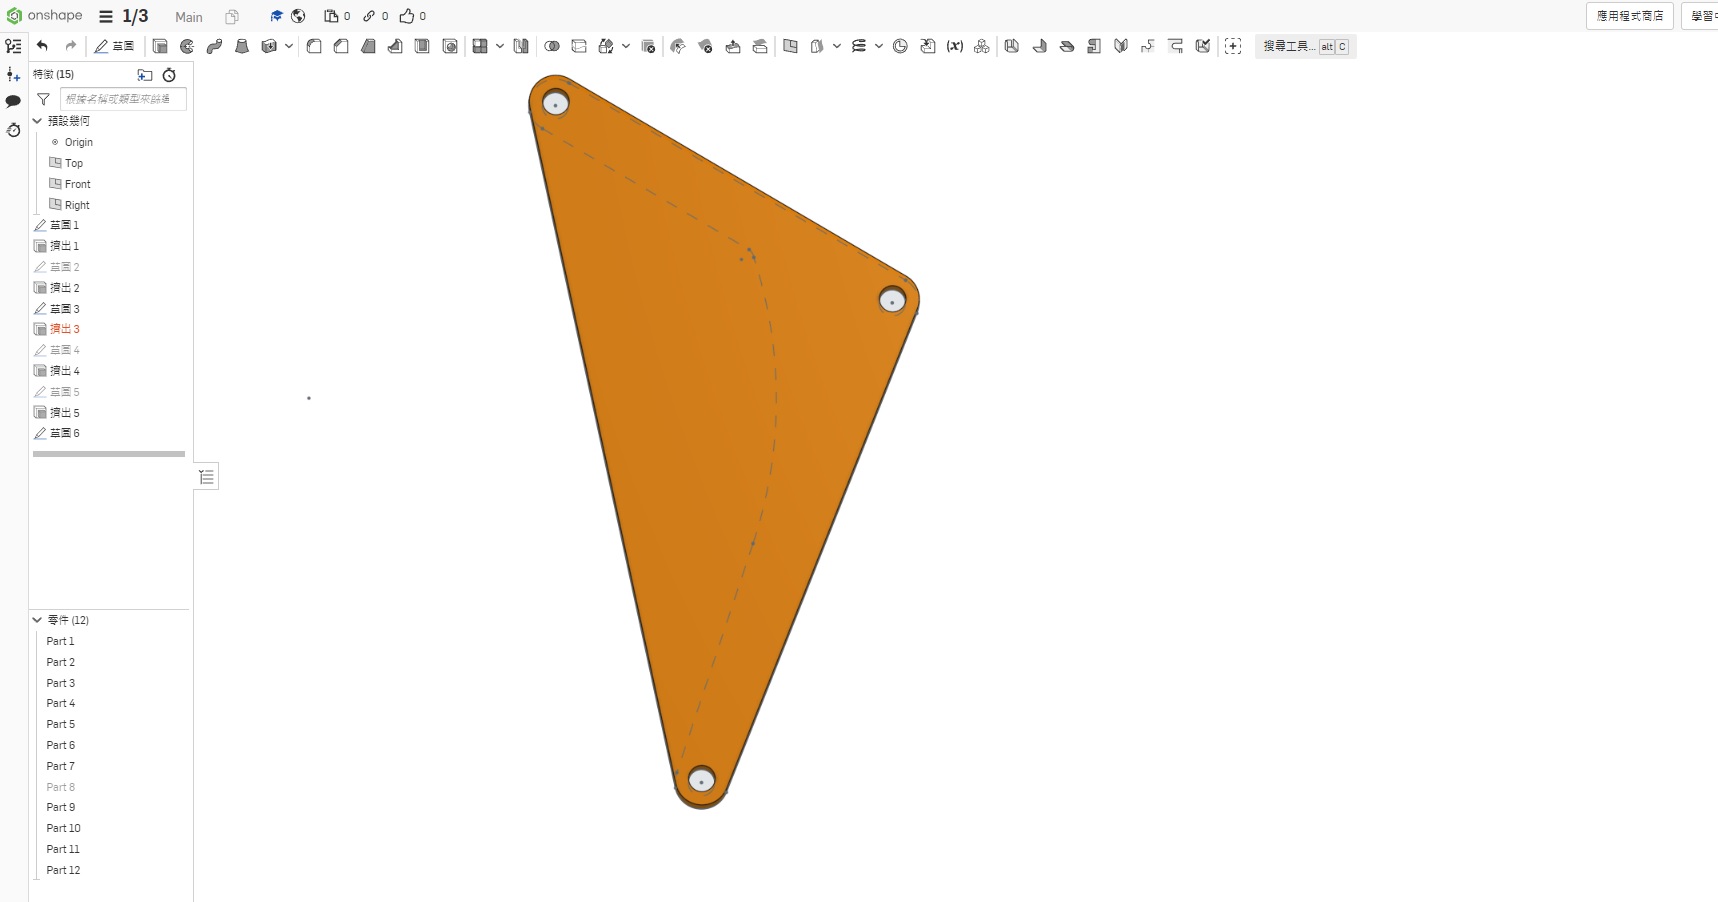 onshape
1/3
Main
0
0
0
應用程式商店
學習中
草圖
(x)
搜尋工具... alt C
特徵 (15)
根據名稱或類型來篩選
預設幾何
Origin
Top
Front
Right
草圖 1
擠出 1
草圖 2
擠出 2
草圖 3
擠出 3
草圖 4
擠出 4
草圖 5
擠出 5
草圖 6
零件 (12)
Part 1
Part 2
Part 3
Part 4
Part 5
Part 6
Part 7
Part 8
Part 9
Part 10
Part 11
Part 12